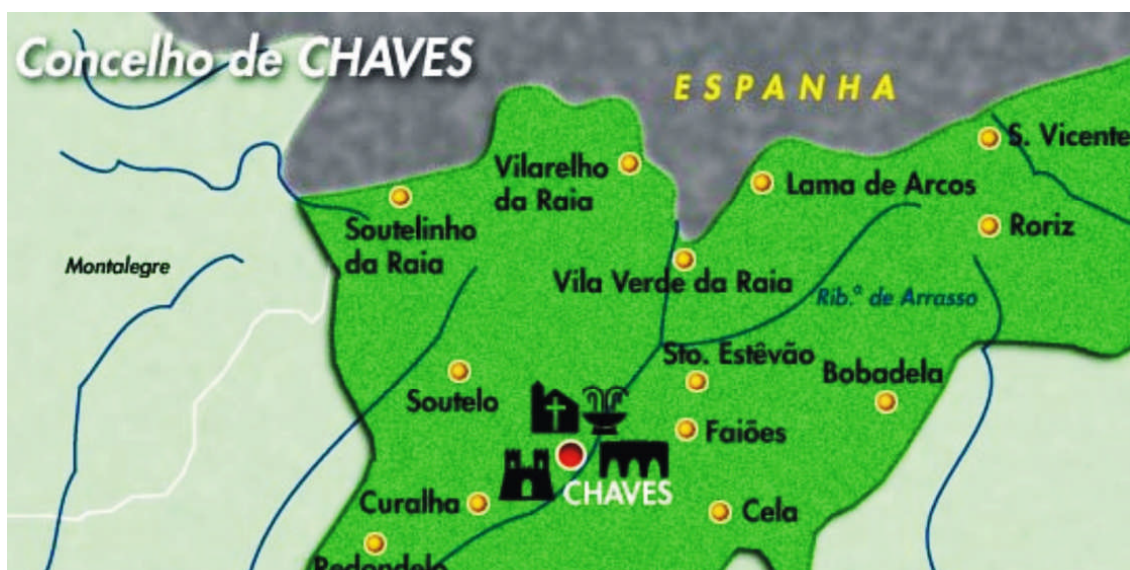 Concelho de CHAVES
ESPANHA
S. Vicente
Vilarelho
da Raia
Lama de Arcos
Soutelinho
da Raia
Roriz
Montalegre
Vila Verde da Raia
Rib.º de Arrasso
Sto. Estêvão
Bobadela
Soutelo
Faiões
CHAVES
Curalha
Cela
Redondelo